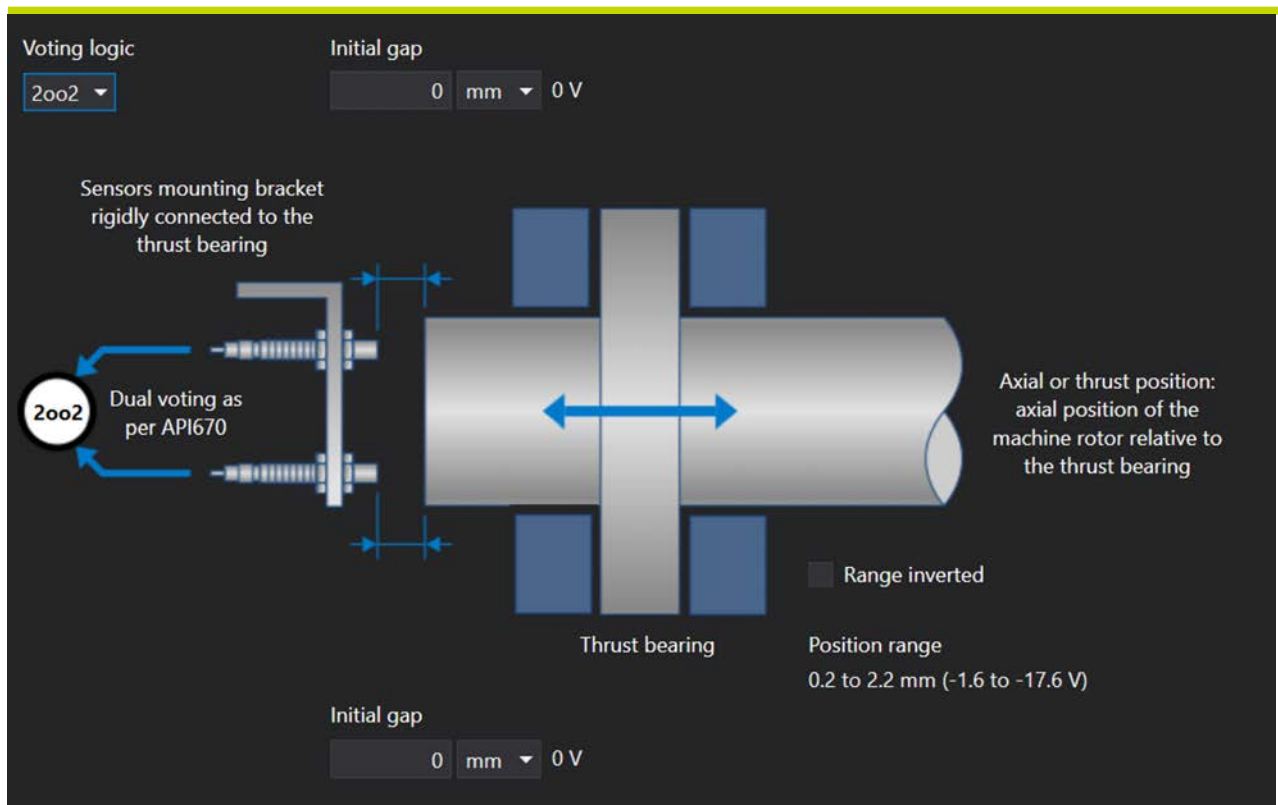 Voting logic
Initial gap
2oo2
0 mm 0 V
Sensors mounting bracket
rigidly connected to the
thrust bearing
2oo2
Dual voting as
per API670
Axial or thrust position:
axial position of the
machine rotor relative to
the thrust bearing
Range inverted
Thrust bearing
Position range
0.2 to 2.2 mm (-1.6 to -17.6 V)
Initial gap
0 mm 0 V